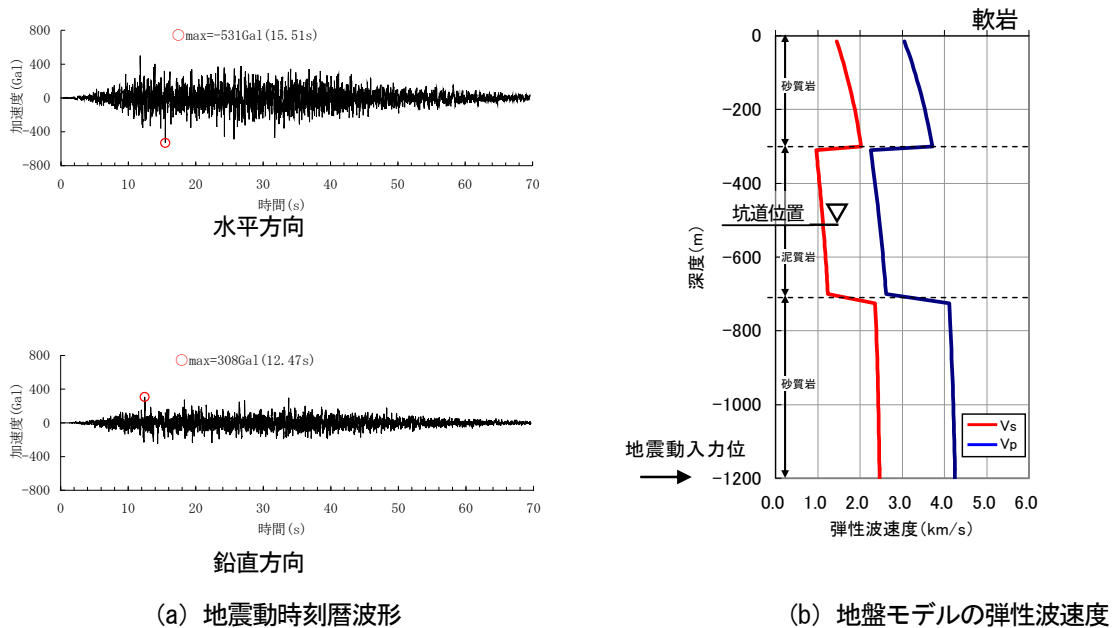 ○max=-531Gal(15.51s)
800
400
0
-400
-800
加速度(Gal)
0
10
20
30
40
50
60
70
時間(s)
水平方向
○max=308Gal(12.47s)
800
400
0
-400
-800
加速度(Gal)
0
10
20
30
40
50
60
70
時間(s)
鉛直方向
(a) 地震動時刻暦波形
軟岩
0
-200
-400
-600
-800
-1000
-1200
深度(m)
砂質岩
坑道位置
泥質岩
砂質岩
Vs
Vp
地震動入力位
0.0
1.0
2.0
3.0
4.0
5.0
6.0
弾性波速度(km/s)
(b) 地盤モデルの弾性波速度